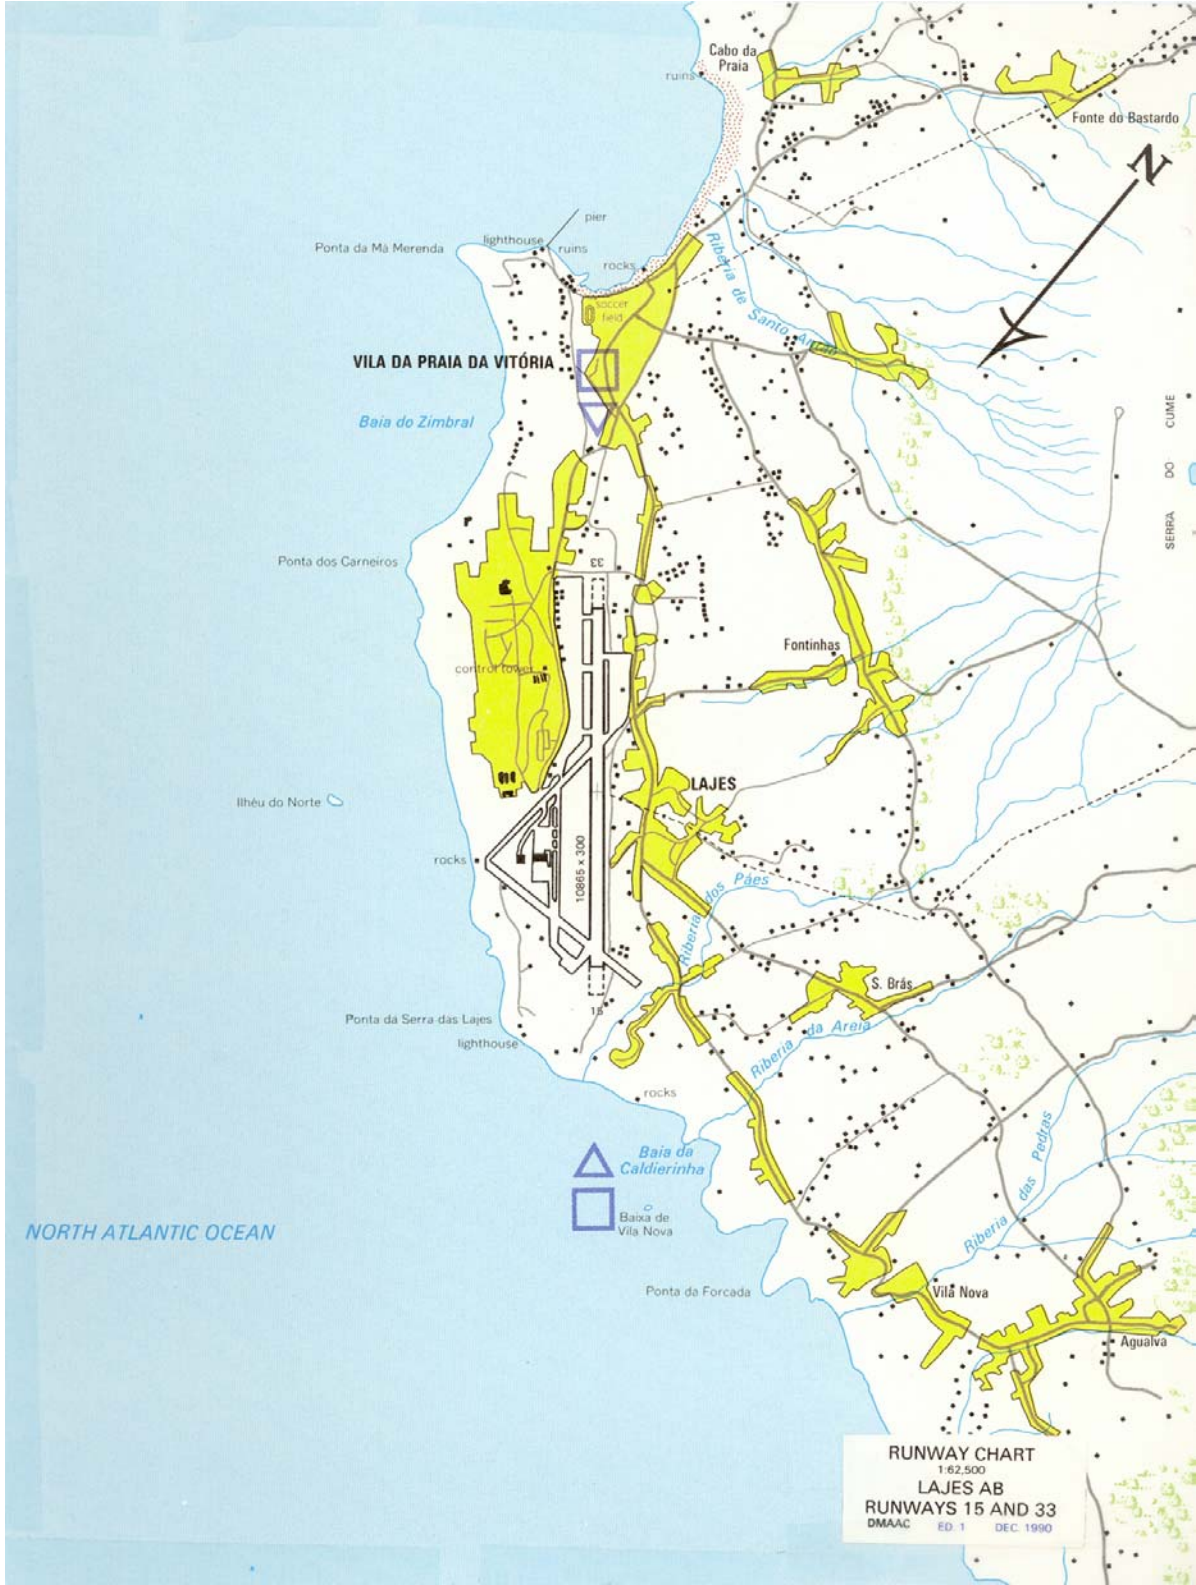 Cabo da
Praia
ruins
Fonte do Bastardo
N
pier
lighthouse
ruins
Ponta da Mà Merenda
rocks
soccer
field
Riberia de Santo Antão
VILA DA PRAIA DA VITÓRIA
Baia do Zimbral
SERRA DO CUME
Ponta dos Carneiros
33
Fontinhas
control tower
LAJES
Ilhéu do Norte
rocks
10865 x 300
Riberia dos Páes
S. Brás
15
Ponta da Serra das Lajes
Riberia da Areia
lighthouse
rocks
Riberia das Pedras
Baia da
Caldierinha
Baixa de
Vila Nova
NORTH ATLANTIC OCEAN
Ponta da Forcada
Vila Nova
Agualva
RUNWAY CHART
1:62,500
LAJES AB
RUNWAYS 15 AND 33
DMAAC ED. 1 DEC. 1990